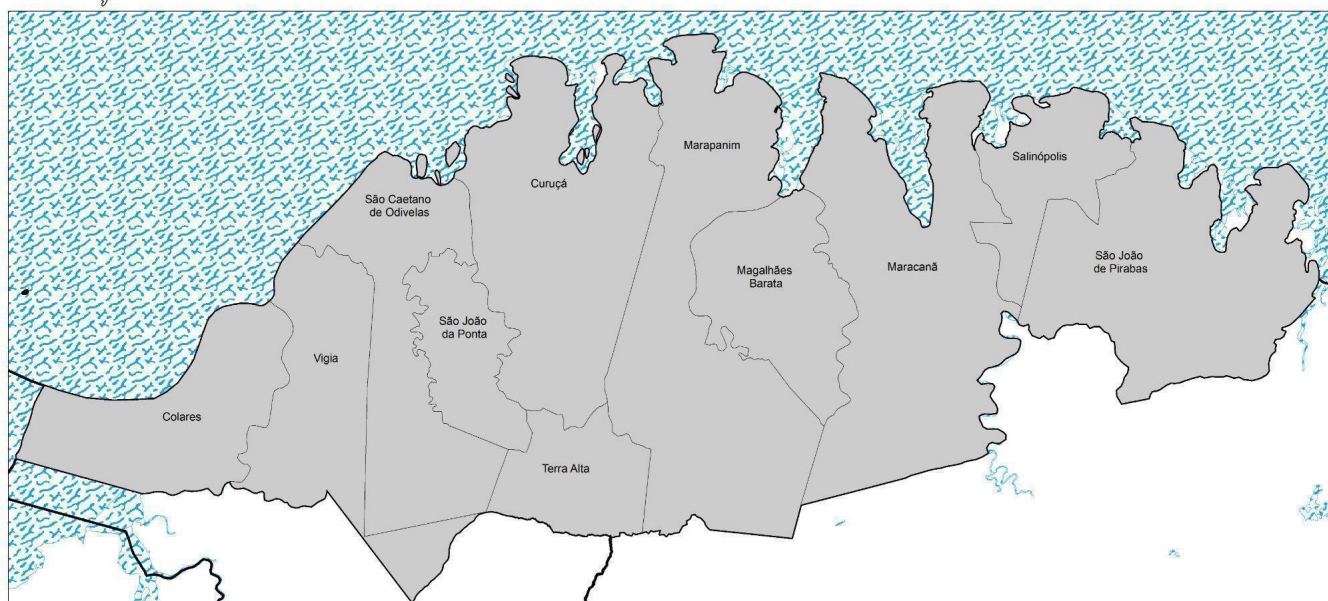 Marapanim
Salinópolis
Curuçá
São Caetano
de Odivelas
São João
de Pirabas
Maracanã
Magalhães
Barata
São João
da Ponta
Vigia
Colares
Terra Alta